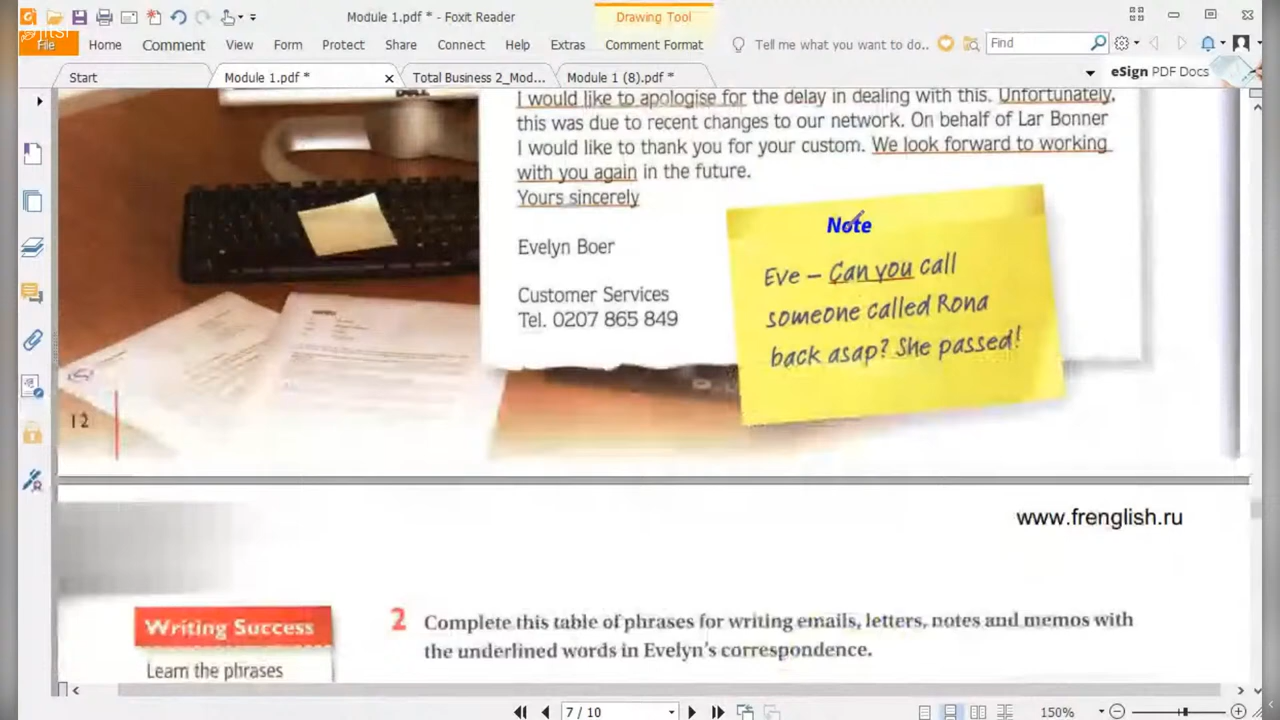 Module 1.pdf * - Foxit Reader
Drawing Tool
File Home Comment View Form Protect Share Connect Help Extras Comment Format Tell me what you want to do.. Find
Start Module 1.pdf * Total Business 2_Mod... Module 1 (8).pdf * eSign PDF Docs
DELL
I would like to apologise for the delay in dealing with this. Unfortunately,
this was due to recent changes to our network. On behalf of Lar Bonner
I would like to thank you for your custom. We look forward to working
with you again in the future.
Yours sincerely
Evelyn Boer
Customer Services
Tel. 0207 865 849
Note
Eve – Can you call
someone called Rona
back asap? She passed!
12
www.frenglish.ru
Writing Success
Learn the phrases
2 Complete this table of phrases for writing emails, letters, notes and memos with
the underlined words in Evelyn's correspondence.
7 / 10
150%